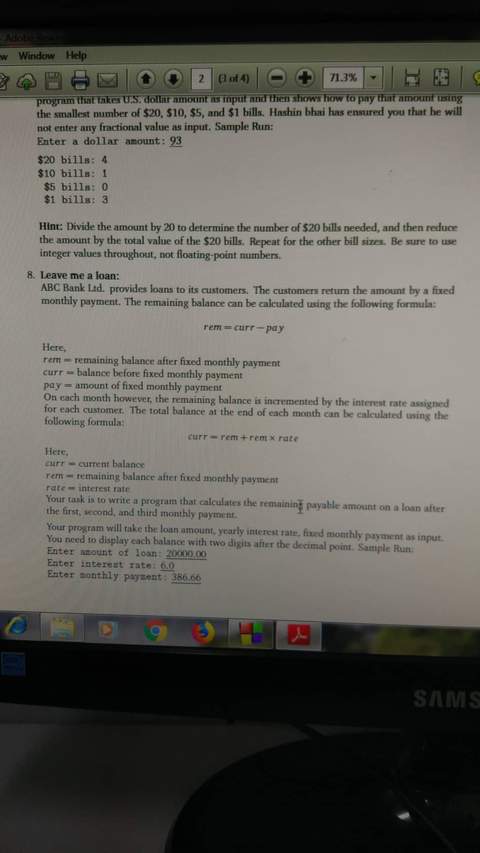 Adobe
Window Help
2 (3 of 4) 71.3%
program that takes U.S. dollar amount as input and then shows how to pay that amount using
the smallest number of $20, $10, $5, and $1 bills. Hashin bhai has ensured you that he will
not enter any fractional value as input. Sample Run:
Enter a dollar amount: 93
$20 bills: 4
$10 bills: 1
$5 bills: 0
$1 bills: 3
Hint: Divide the amount by 20 to determine the number of $20 bills needed, and then reduce
the amount by the total value of the $20 bills. Repeat for the other bill sizes. Be sure to use
integer values throughout, not floating-point numbers.
8. Leave me a loan:
ABC Bank Ltd. provides loans to its customers. The customers return the amount by a fixed
monthly payment. The remaining balance can be calculated using the following formula:
rem = curr − pay
Here,
rem = remaining balance after fixed monthly payment
curr = balance before fixed monthly payment
pay = amount of fixed monthly payment
On each month however, the remaining balance is incremented by the interest rate assigned
for each customer. The total balance at the end of each month can be calculated using the
following formula:
curr = rem + rem × rate
Here,
curr = current balance
rem = remaining balance after fixed monthly payment
rate = interest rate
Your task is to write a program that calculates the remaining payable amount on a loan after
the first, second, and third monthly payment.
Your program will take the loan amount, yearly interest rate, fixed monthly payment as input.
You need to display each balance with two digits after the decimal point. Sample Run:
Enter amount of loan: 20000.00
Enter interest rate: 6.0
Enter monthly payment: 386.66
SAMS